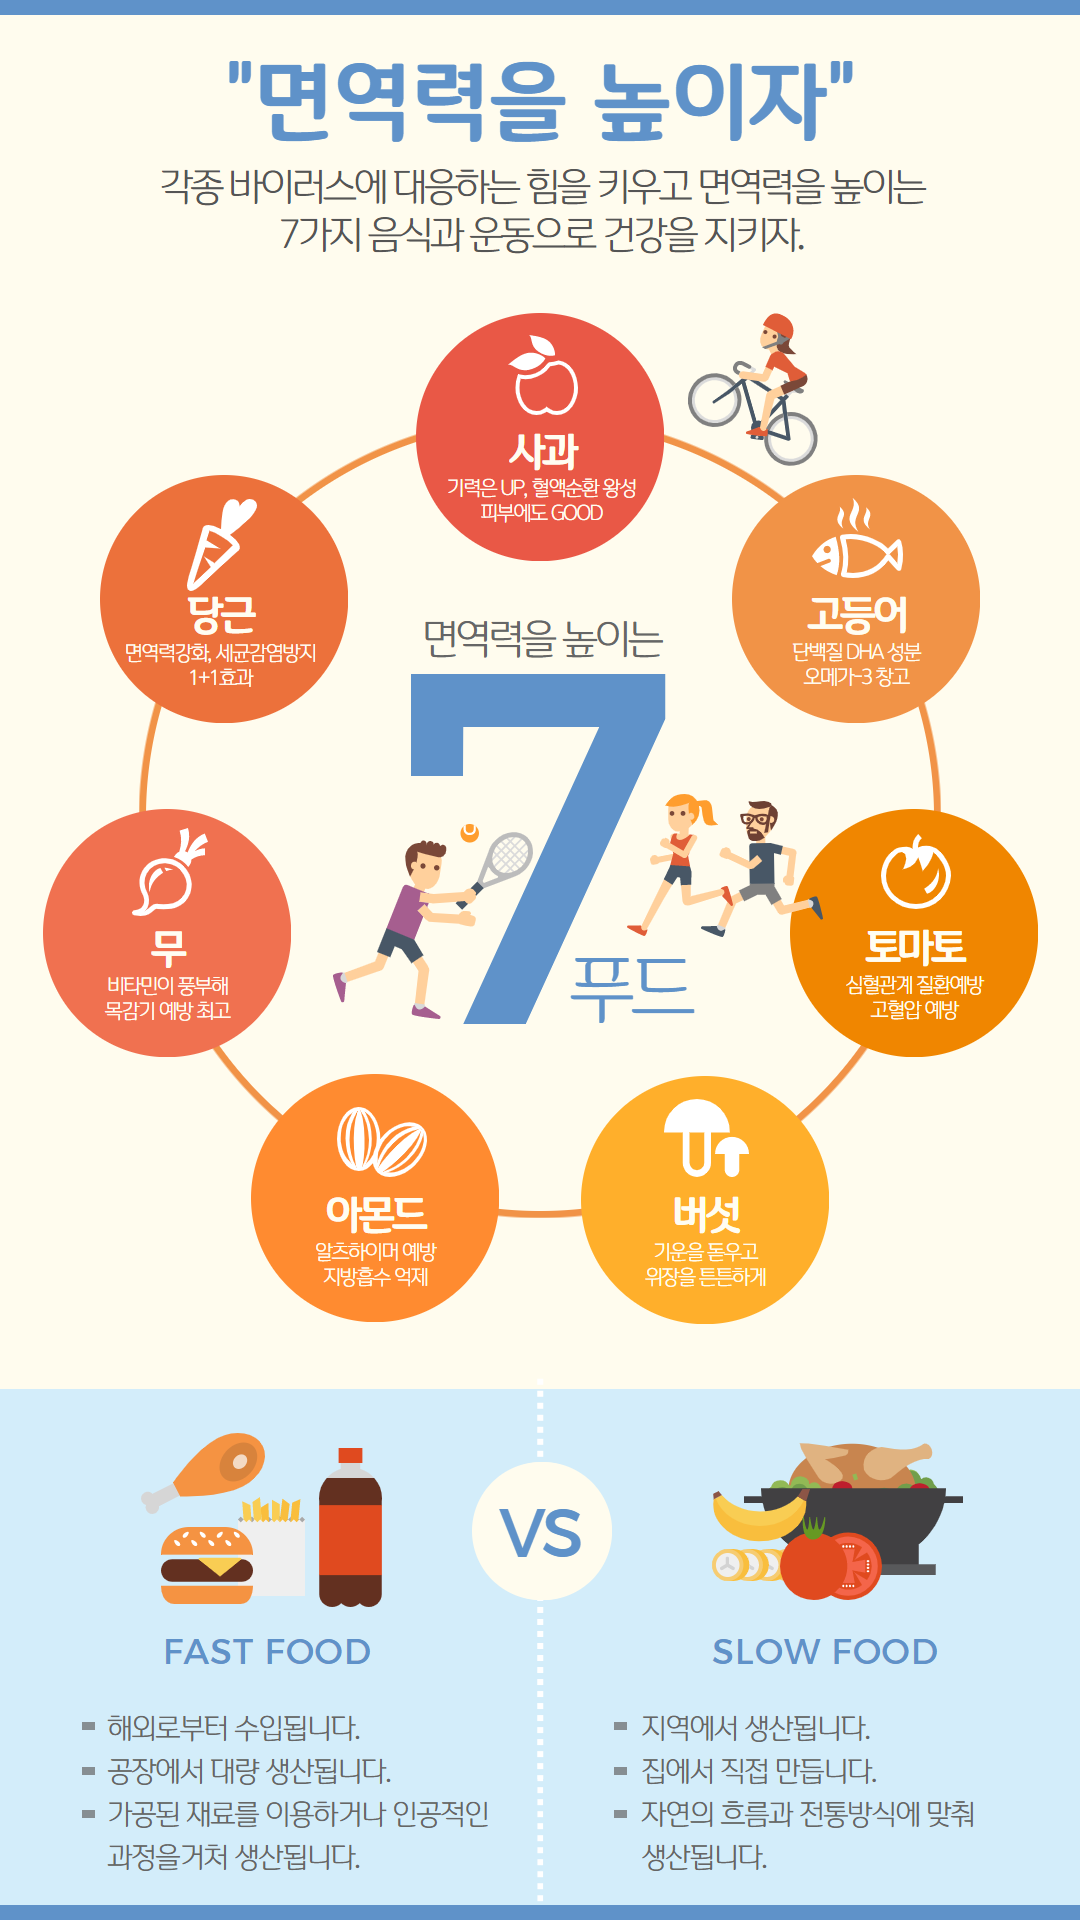 "면역력을 높이자"
각종 바이러스에 대응하는 힘을 키우고 면역력을 높이는
7가지 음식과 운동으로 건강을 지키자.
사과
기력은 UP, 혈액순환 왕성
피부에도 GOOD
당근
면역력강화, 세균감염방지
1+1효과
고등어
단백질 DHA 성분
오메가-3 창고
면역력을 높이는
7
푸드
무
비타민이 풍부해
목감기 예방 최고
토마토
심혈관계 질환예방
고혈압 예방
아몬드
알츠하이머 예방
지방흡수 억제
버섯
기운을 돋우고
위장을 튼튼하게
VS
FAST FOOD
해외로부터 수입됩니다.
공장에서 대량 생산됩니다.
가공된 재료를 이용하거나 인공적인
과정을거처 생산됩니다.
SLOW FOOD
지역에서 생산됩니다.
집에서 직접 만듭니다.
자연의 흐름과 전통방식에 맞춰
생산됩니다.